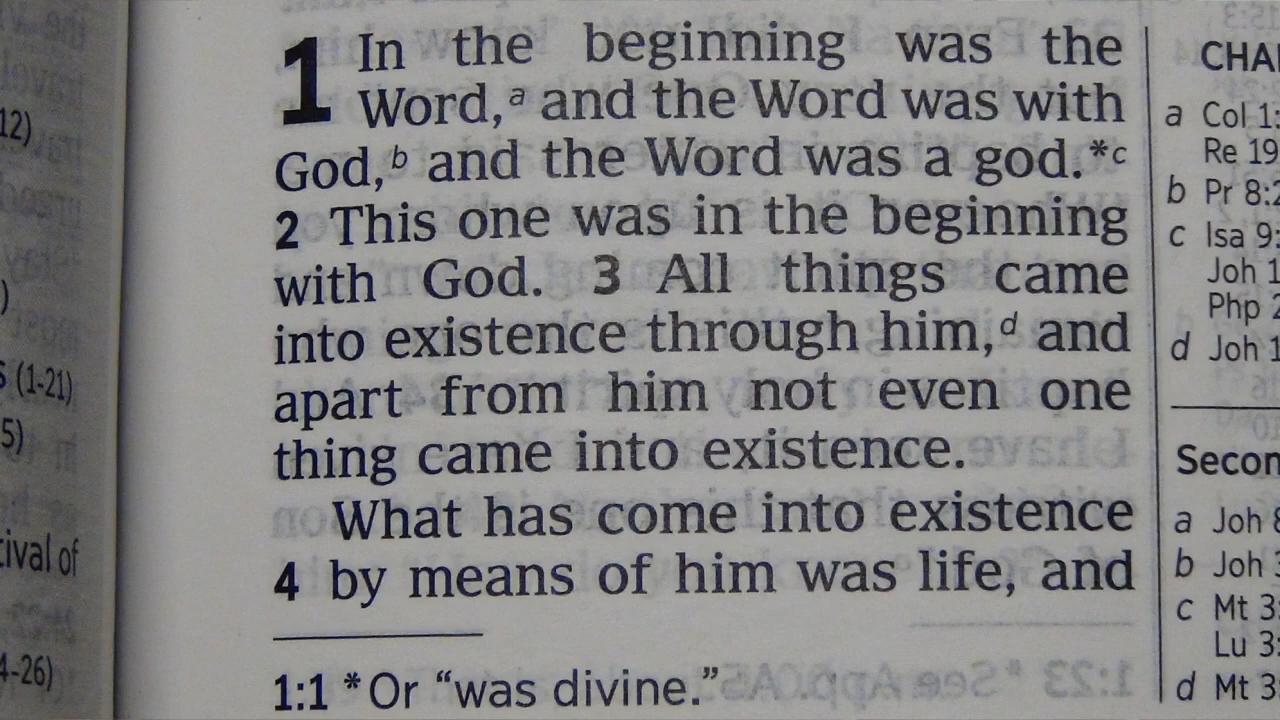 12)
)
S (1-21)
5)
tival of
4-26)
1 In the beginning was the
Word,a and the Word was with
God,b and the Word was a god.*c
2 This one was in the beginning
with God. 3 All things came
into existence through him,d and
apart from him not even one
thing came into existence.
What has come into existence
4 by means of him was life, and
1:1 * Or “was divine.”
CHA
a Col 1:
Re 19
b Pr 8:2
c Isa 9:
Joh 1
Php 2
d Joh 1
Secon
a Joh 8
b Joh 3
c Mt 3:
Lu 3:
d Mt 3: